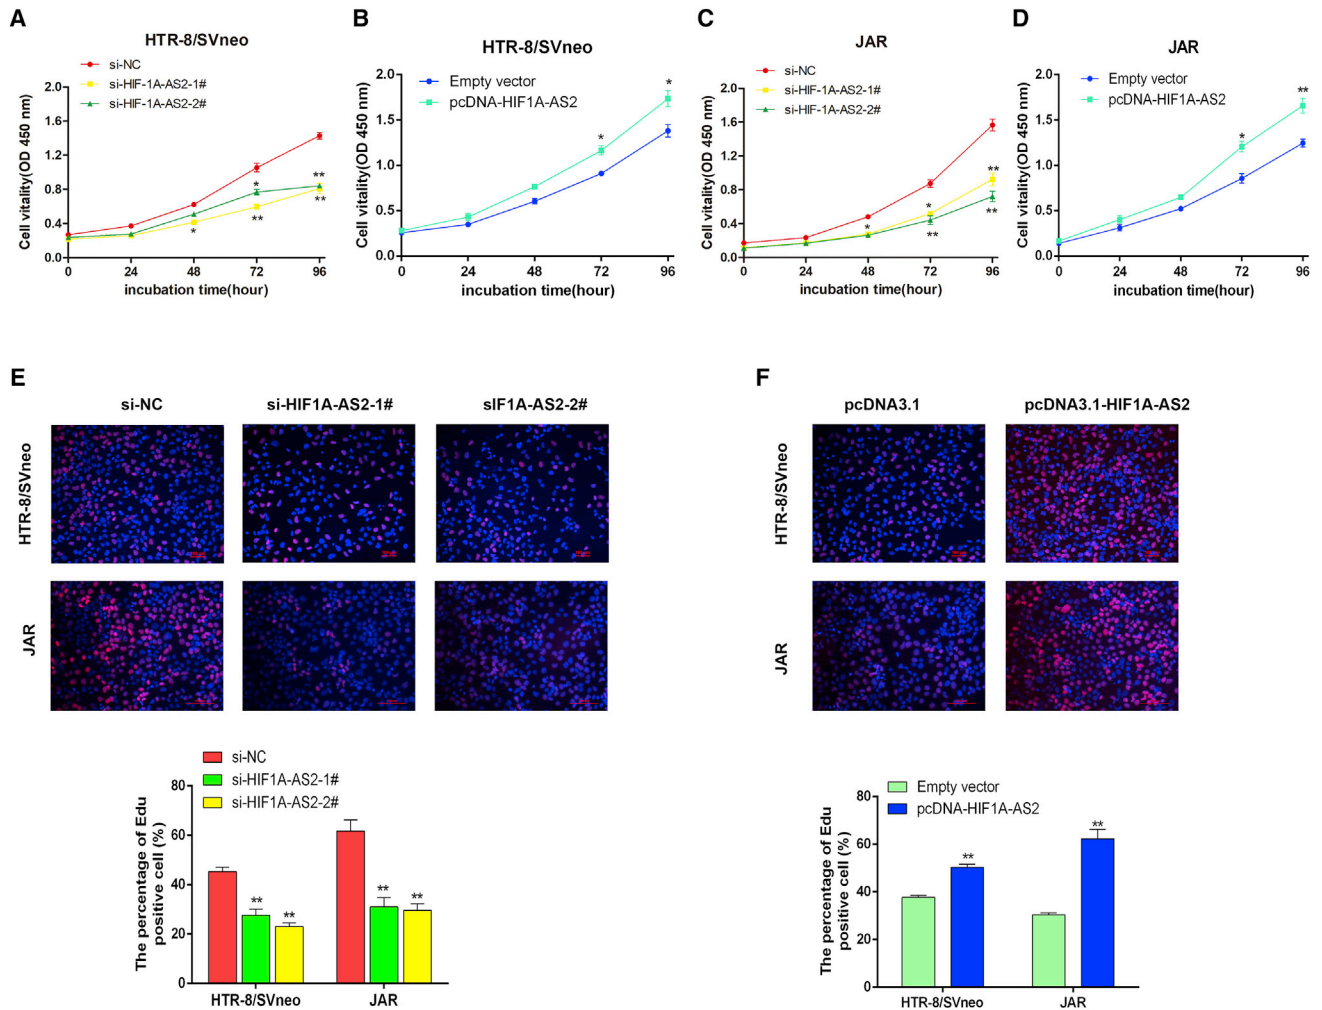 A
HTR-8/SVneo
si-NC
si-HIF-1A-AS2-1#
si-HIF-1A-AS2-2#
Cell vitality(OD 450 nm)
2.0
1.6
1.2
0.8
0.4
0.0
* ** * ** * **
0 24 48 72 96
incubation time(hour)
B
HTR-8/SVneo
Empty vector
pcDNA-HIF1A-AS2
Cell vitality(OD 450 nm)
2.0
1.5
1.0
0.5
0.0
* *
0 24 48 72 96
incubation time(hour)
C
JAR
si-NC
si-HIF-1A-AS2-1#
si-HIF-1A-AS2-2#
Cell vitality(OD 450 nm)
2.0
1.6
1.2
0.8
0.4
0.0
* * ** ** **
0 24 48 72 96
incubation time(hour)
D
JAR
Empty vector
pcDNA-HIF1A-AS2
Cell vitality(OD 450 nm)
2.0
1.5
1.0
0.5
0.0
* **
0 24 48 72 96
incubation time(hour)
E
si-NC si-HIF1A-AS2-1# sIF1A-AS2-2#
HTR-8/SVneo
JAR
si-NC
si-HIF1A-AS2-1#
si-HIF1A-AS2-2#
The percentage of Edu
positive cell (%)
80
60
40
20
0
** ** ** **
HTR-8/SVneo JAR
F
pcDNA3.1 pcDNA3.1-HIF1A-AS2
HTR-8/SVneo
JAR
Empty vector
pcDNA-HIF1A-AS2
The percentage of Edu
positive cell (%)
80
60
40
20
0
** **
HTR-8/SVneo JAR